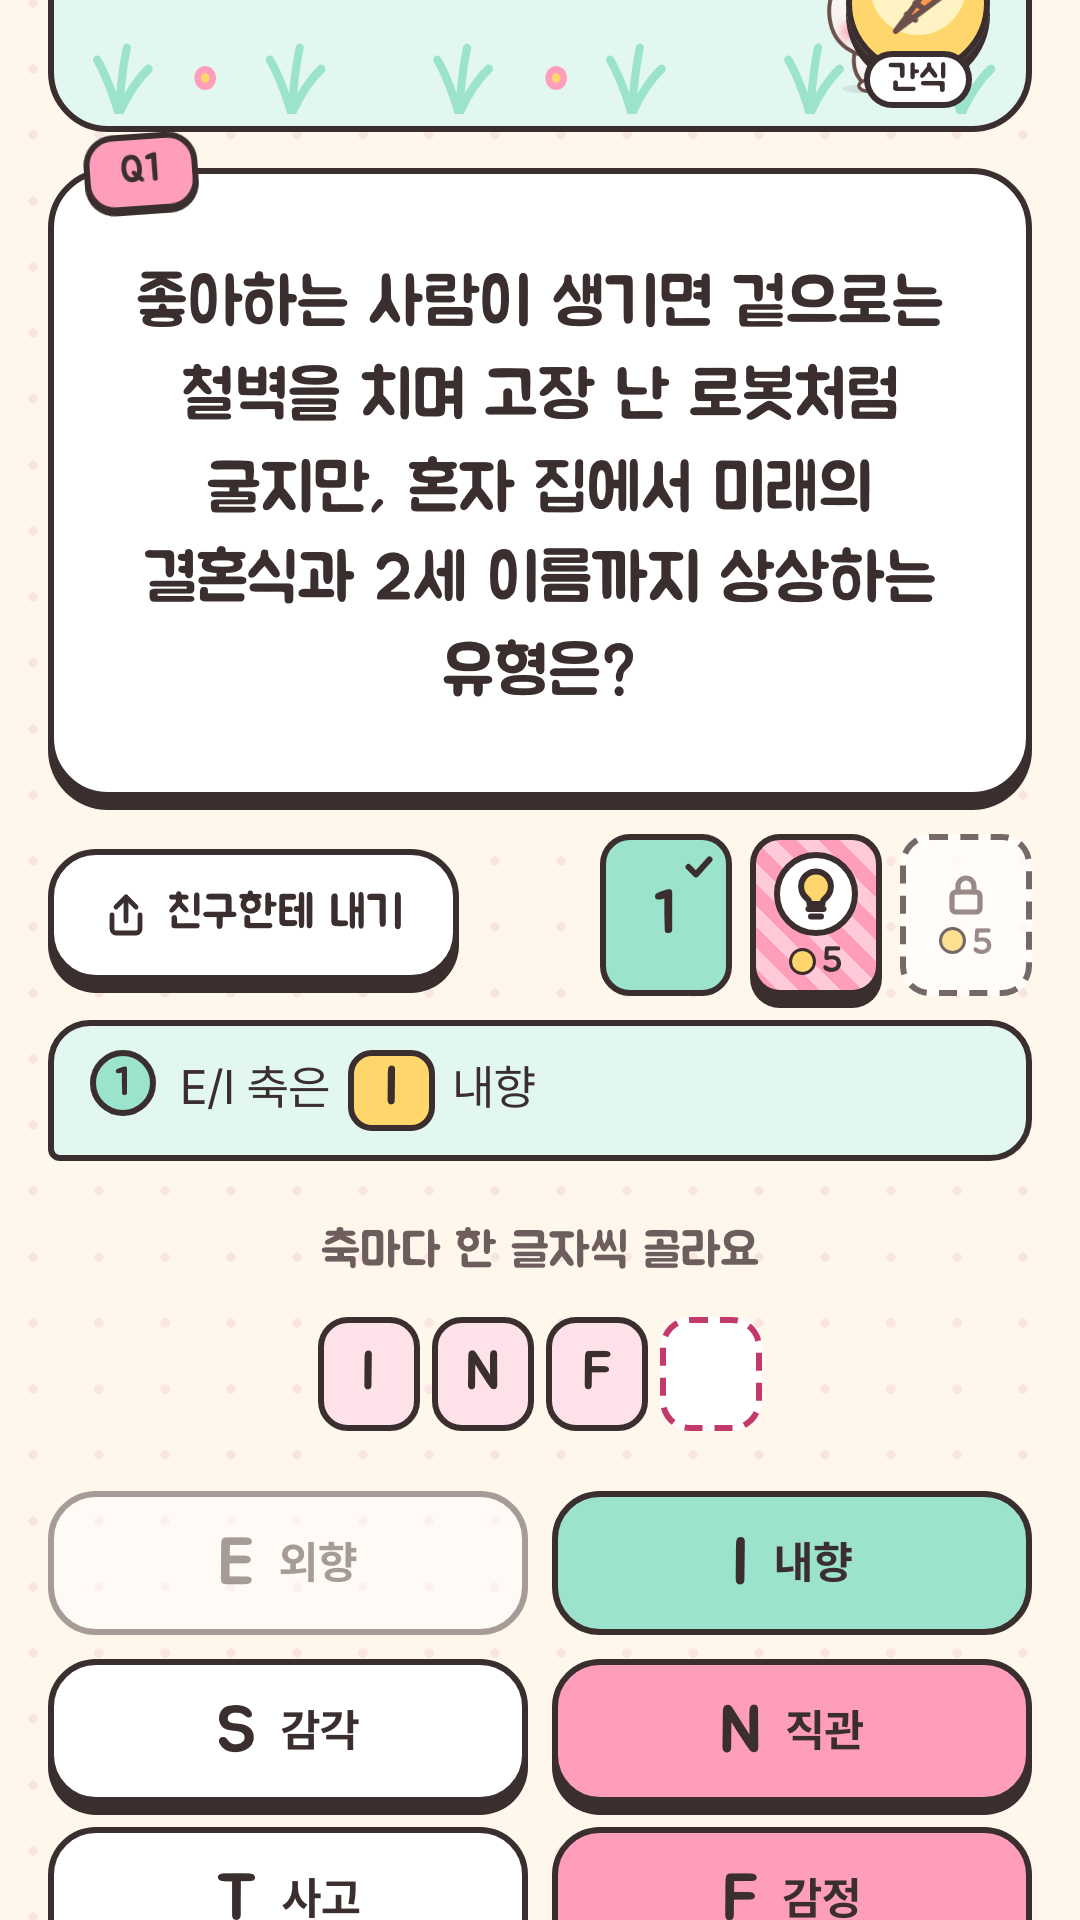 간식
Q1
좋아하는 사람이 생기면 겉으로는
철벽을 치며 고장 난 로봇처럼
굴지만, 혼자 집에서 미래의
결혼식과 2세 이름까지 상상하는
유형은?
친구한테 내기
1
5
5
1 E/I 축은 I 내향
축마다 한 글자씩 골라요
I N F
E 외향
I 내향
S 감각
N 직관
T 사고
F 감정